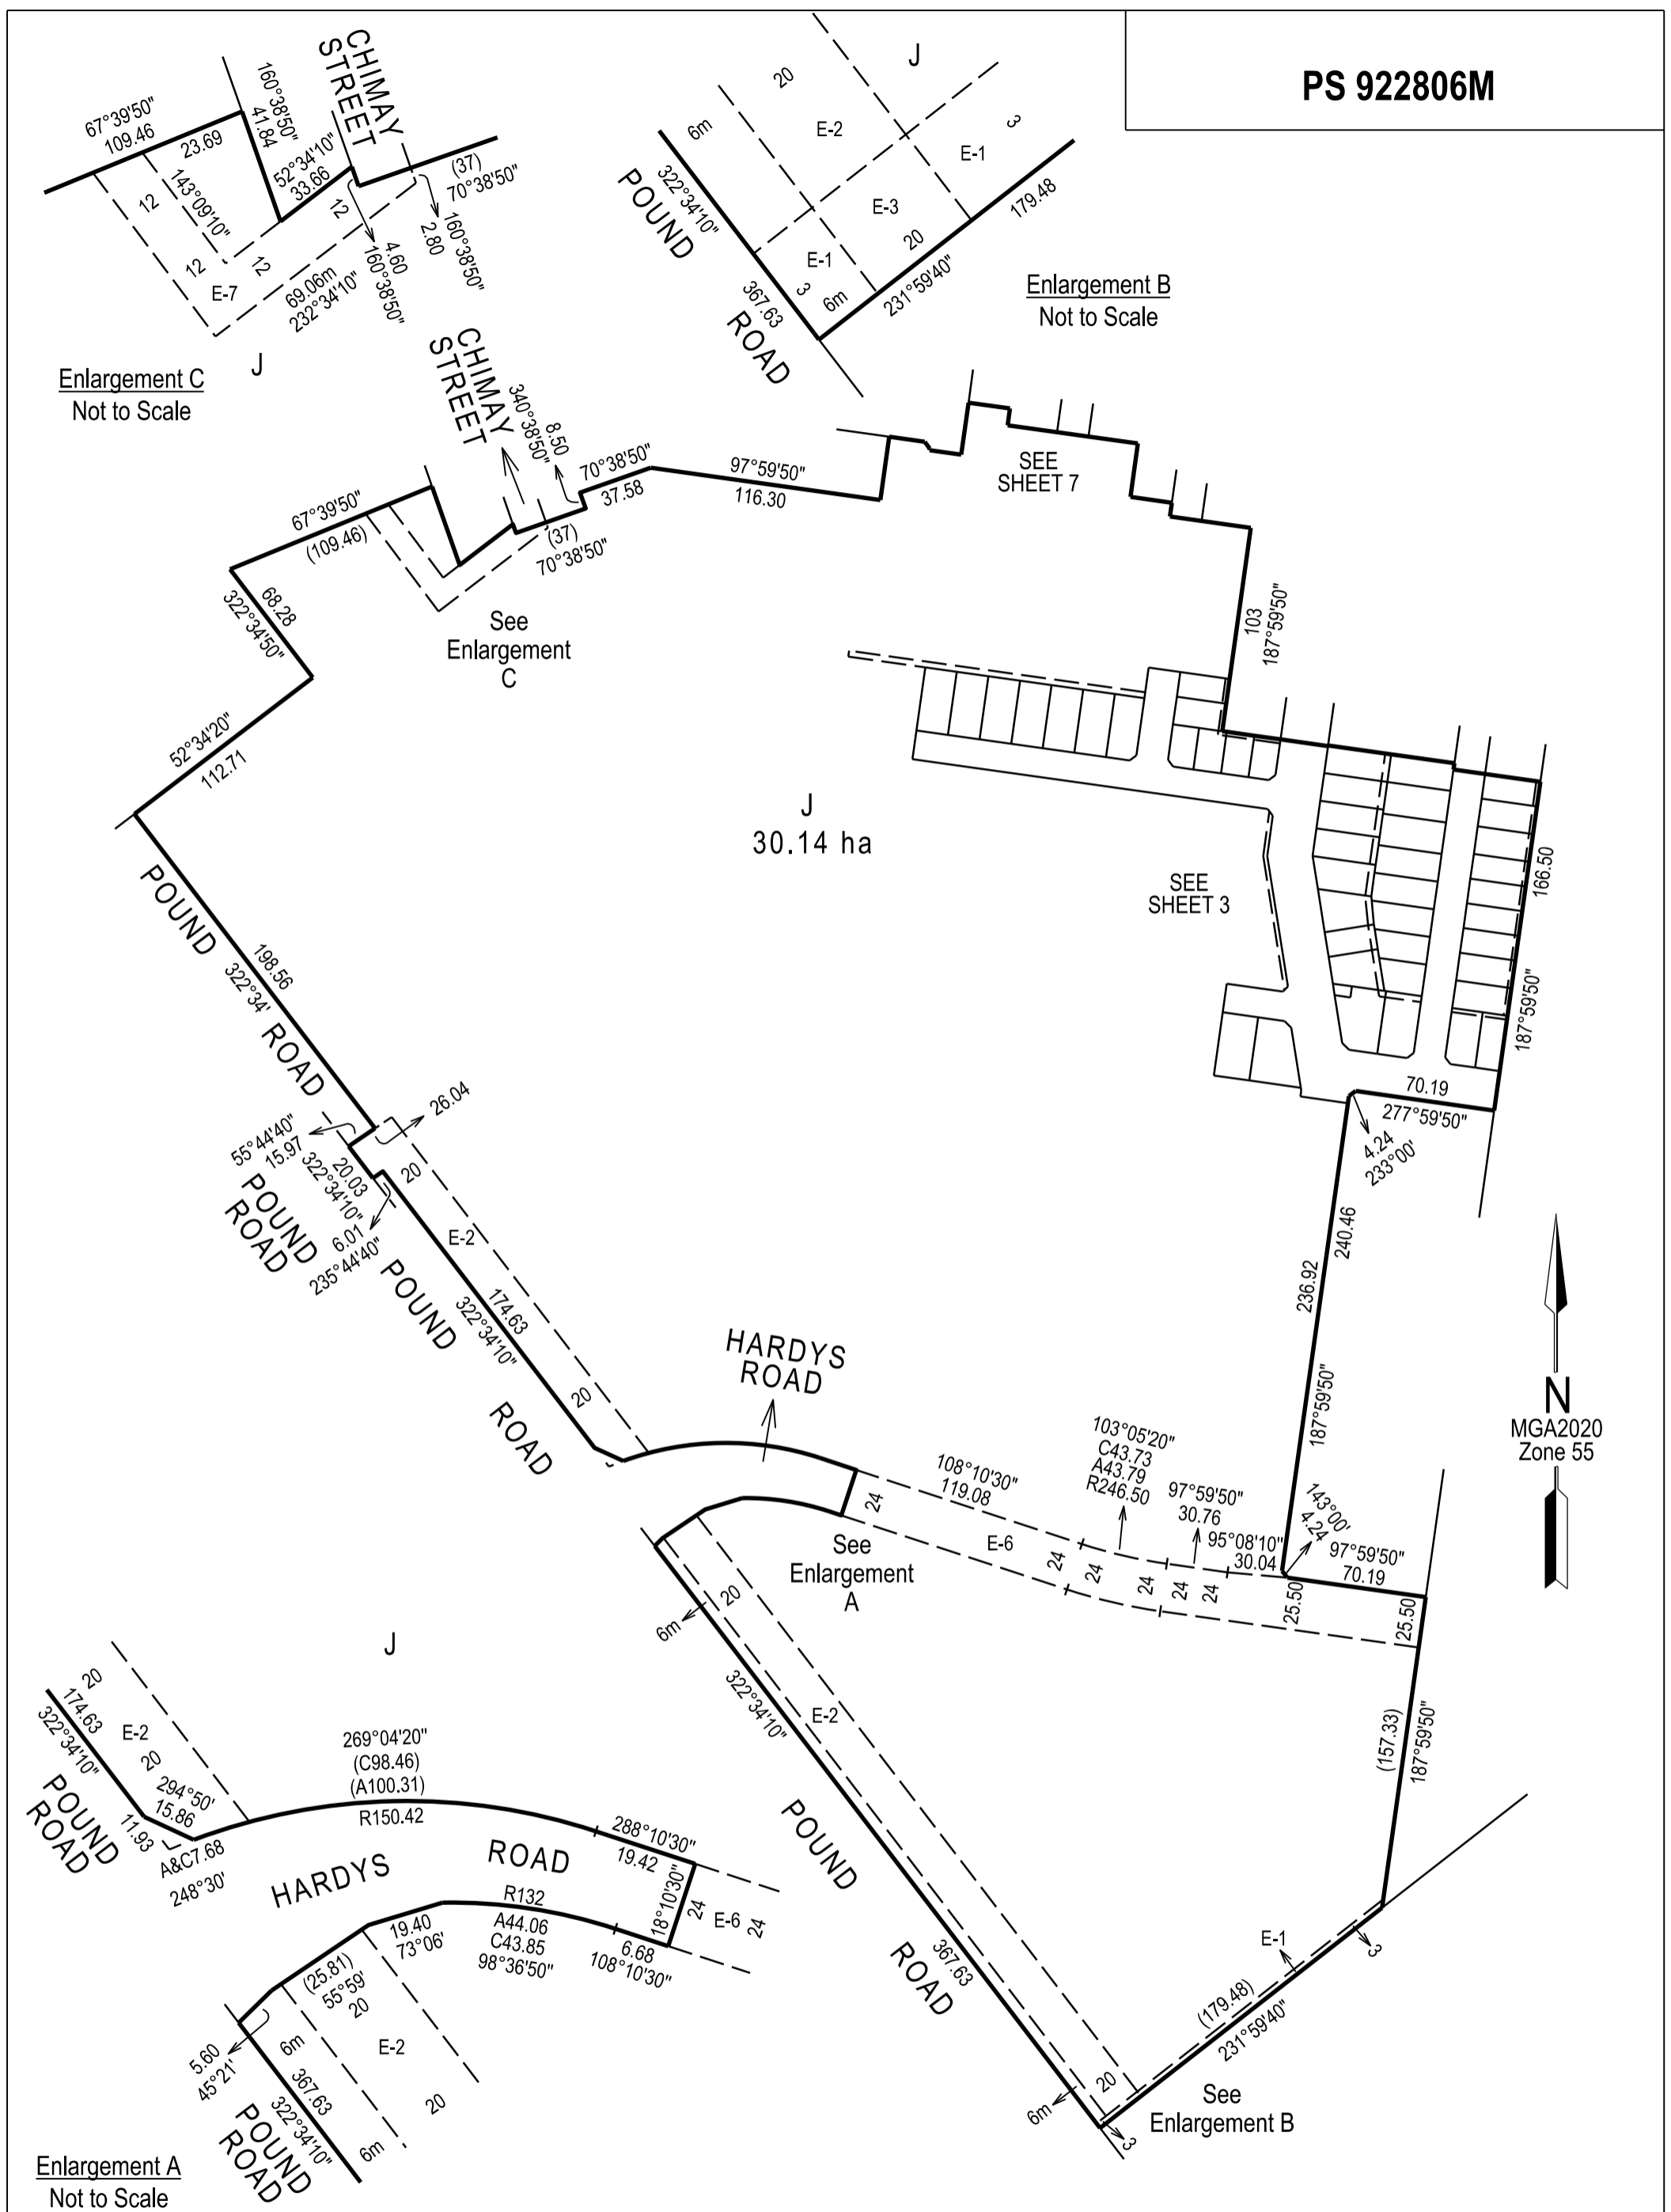 PS 922806M
CHIMAY
STREET
67°39'50"
109.46
23.69
160°38'50"
41.84
52°34'10"
33.66
143°09'10"
12
12
12
12
E-7
69.06m
232°34'10"
4.60
160°38'50"
2.80
160°38'50"
(37)
70°38'50"
J
Enlargement C
Not to Scale
J
20
6m
E-2
3
E-1
E-3
20
E-1
3
6m
322°34'10"
POUND
367.63
ROAD
179.48
231°59'40"
Enlargement B
Not to Scale
CHIMAY
STREET
340°38'50"
8.50
70°38'50"
37.58
(37)
70°38'50"
97°59'50"
116.30
SEE
SHEET 7
67°39'50"
(109.46)
68.28
322°34'50"
See
Enlargement
C
52°34'20"
112.71
103
187°59'50"
J
30.14 ha
SEE
SHEET 3
166.50
187°59'50"
70.19
277°59'50"
4.24
233°00'
POUND
198.56
322°34'
ROAD
26.04
55°44'40"
15.97
20.03
322°34'10"
6.01
235°44'40"
POUND
ROAD
20
E-2
POUND
174.63
322°34'10"
20
ROAD
240.46
236.92
187°59'50"
N
MGA2020
Zone 55
HARDYS
ROAD
24
108°10'30"
119.08
103°05'20"
C43.73
A43.79
R246.50
97°59'50"
30.76
95°08'10"
30.04
143°00'
4.24
97°59'50"
70.19
E-6
24
24
24
24
24
25.50
25.50
See
Enlargement
A
20
6m
322°34'10"
E-2
POUND
367.63
ROAD
(157.33)
187°59'50"
E-1
3
(179.48)
231°59'40"
20
6m
3
See
Enlargement B
J
20
174.63
322°34'10"
E-2
20
294°50'
15.86
11.93
A&C7.68
248°30'
POUND
ROAD
269°04'20"
(C98.46)
(A100.31)
R150.42
288°10'30"
19.42
HARDYS
ROAD
18°10'30"
24
E-6
24
R132
A44.06
C43.85
98°36'50"
6.68
108°10'30"
19.40
73°06'
(25.81)
55°59'
20
E-2
20
5.60
45°21'
6m
367.63
322°34'10"
6m
POUND
ROAD
Enlargement A
Not to Scale